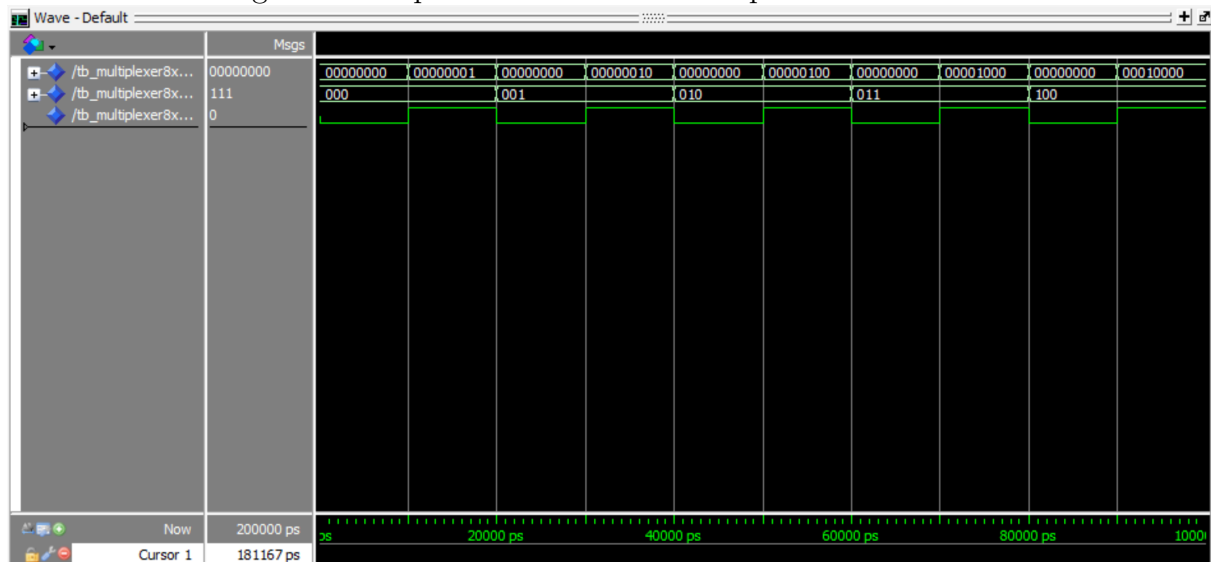 Wave - Default
Msgs
/tb_multiplexer8x... 00000000 00000000 00000001 00000000 00000010 00000000 00000100 00000000 00001000 00000000 00010000
/tb_multiplexer8x... 111 000 001 010 011 100
/tb_multiplexer8x... 0
Now 200000 ps ps 20000 ps 40000 ps 60000 ps 80000 ps 1000
Cursor 1 181167 ps